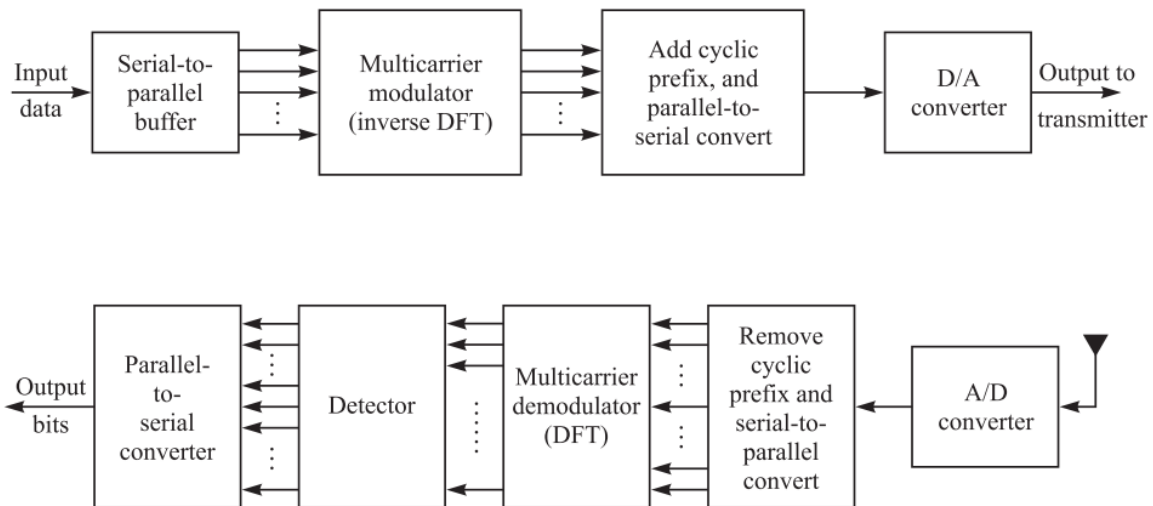 Input
data
Serial-to-
parallel
buffer
Multicarrier
modulator
(inverse DFT)
Add cyclic
prefix, and
parallel-to-
serial convert
D/A
converter
Output to
transmitter
Output
bits
Parallel-
to-
serial
converter
Detector
Multicarrier
demodulator
(DFT)
Remove
cyclic
prefix and
serial-to-
parallel
convert
A/D
converter